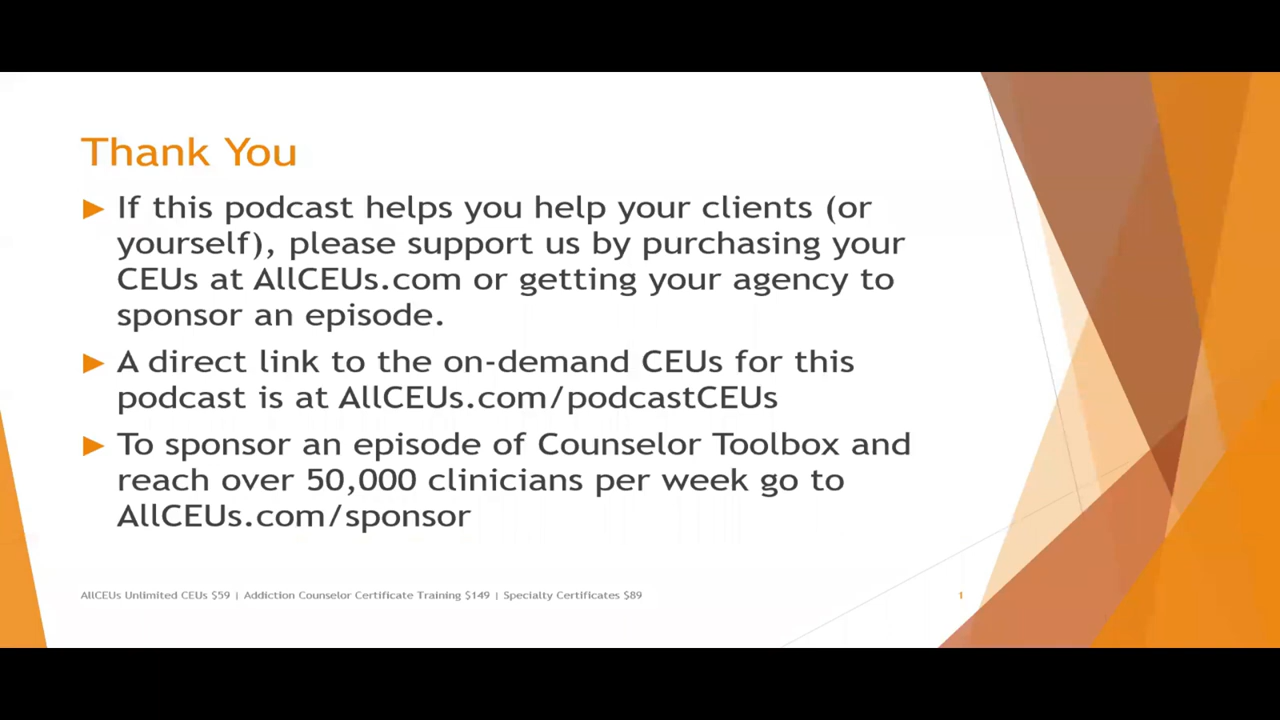 Thank You
If this podcast helps you help your clients (or
yourself), please support us by purchasing your
CEUs at AllCEUs.com or getting your agency to
sponsor an episode.
A direct link to the on-demand CEUs for this
podcast is at AllCEUs.com/podcastCEUs
To sponsor an episode of Counselor Toolbox and
reach over 50,000 clinicians per week go to
AllCEUs.com/sponsor
AllCEUs Unlimited CEUs $59 | Addiction Counselor Certificate Training $149 | Specialty Certificates $89
1